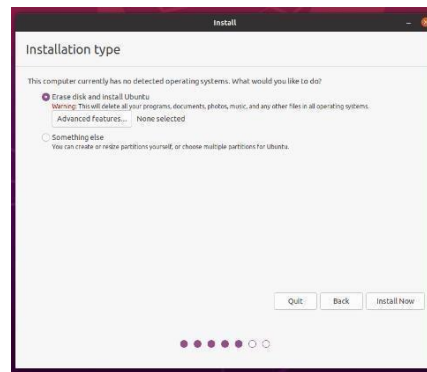 Install
Installation type
This computer currently has no detected operating systems. What would you like to do?
Erase disk and install Ubuntu
Warning: This will delete all your programs, documents, photos, music, and any other files in all operating systems.
Advanced features... None selected
Something else
You can create or resize partitions yourself, or choose multiple partitions for Ubuntu.
Quit Back Install Now